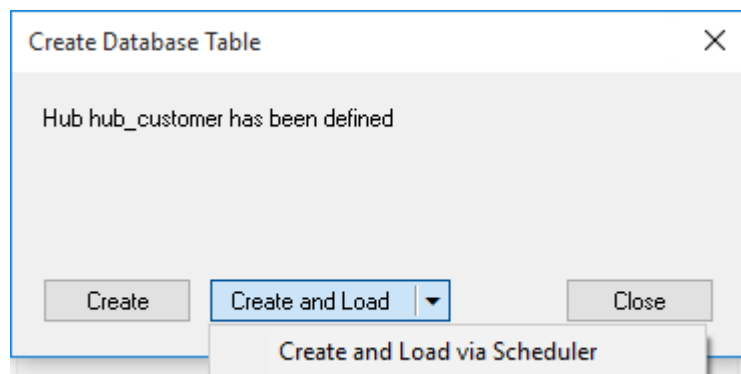 Create Database Table
Hub hub_customer has been defined
Create
Create and Load
Close
Create and Load via Scheduler